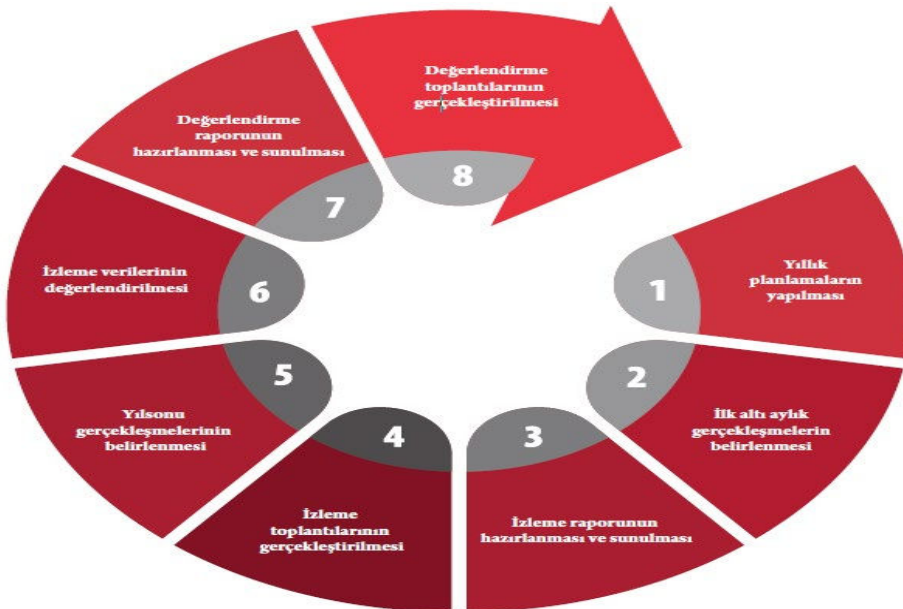 1
Yıllık
planlamaların
yapılması
2
İlk altı aylık
gerçekleşmelerin
belirlenmesi
3
İzleme raporunun
hazırlanması ve sunulması
4
İzleme
toplantılarının
gerçekleştirilmesi
5
Yılsonu
gerçekleşmelerinin
belirlenmesi
6
İzleme verilerinin
değerlendirilmesi
7
Değerlendirme
raporunun
hazırlanması ve sunulması
8
Değerlendirme
toplantılarının
gerçekleştirilmesi